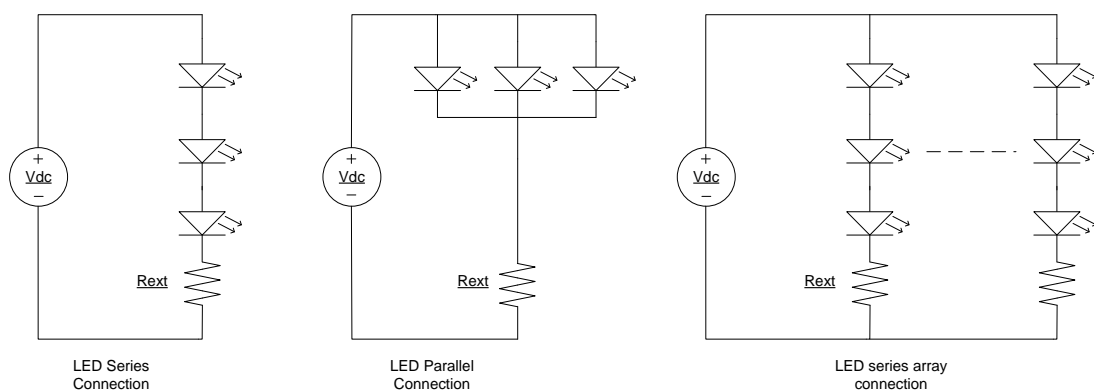 +
Vdc
−
Rext
LED Series
Connection
+
Vdc
−
Rext
LED Parallel
Connection
+
Vdc
−
Rext
LED series array
connection